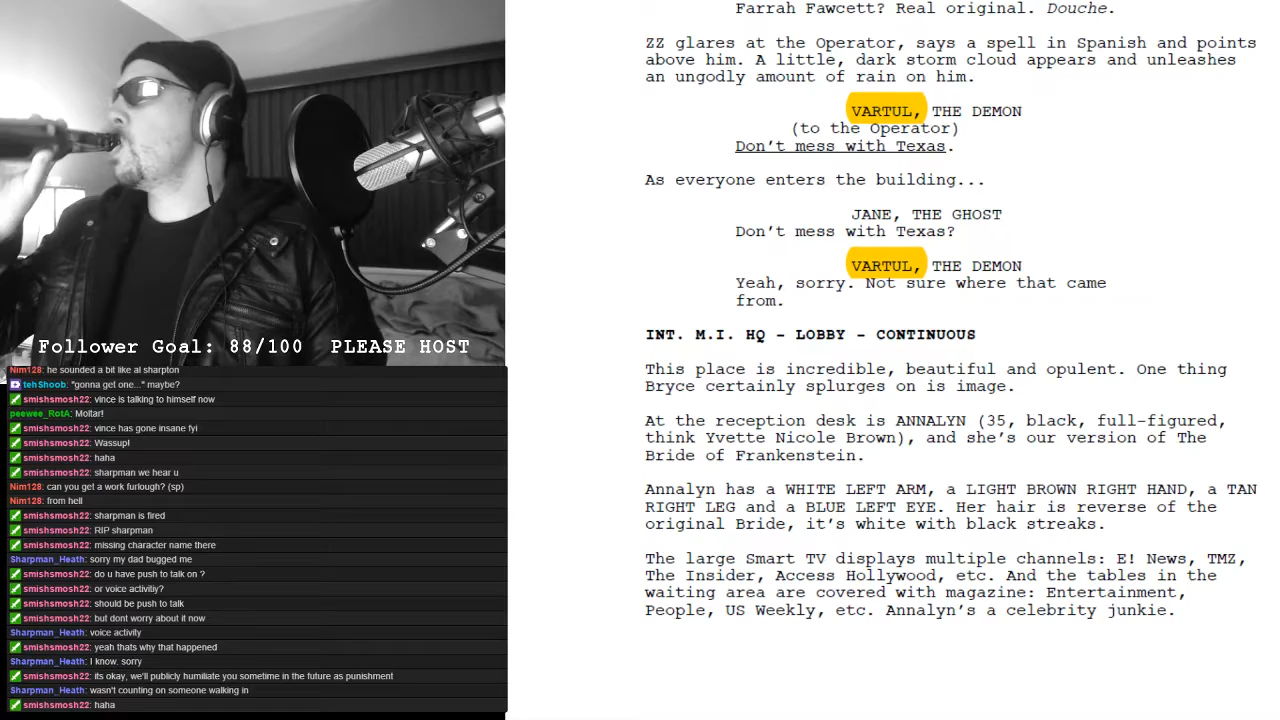 Farrah Fawcett? Real original. Douche.
ZZ glares at the Operator, says a spell in Spanish and points
above him. A little, dark storm cloud appears and unleashes
an ungodly amount of rain on him.
VARTUL, THE DEMON
(to the Operator)
Don't mess with Texas.
As everyone enters the building...
JANE, THE GHOST
Don't mess with Texas?
VARTUL, THE DEMON
Yeah, sorry. Not sure where that came
from.
INT. M.I. HQ - LOBBY - CONTINUOUS
This place is incredible, beautiful and opulent. One thing
Bryce certainly splurges on is image.
At the reception desk is ANNALYN (35, black, full-figured,
think Yvette Nicole Brown), and she's our version of The
Bride of Frankenstein.
Annalyn has a WHITE LEFT ARM, a LIGHT BROWN RIGHT HAND, a TAN
RIGHT LEG and a BLUE LEFT EYE. Her hair is reverse of the
original Bride, it's white with black streaks.
The large Smart TV displays multiple channels: E! News, TMZ,
The Insider, Access Hollywood, etc. And the tables in the
waiting area are covered with magazine: Entertainment,
People, US Weekly, etc. Annalyn's a celebrity junkie.
Follower Goal: 88/100 PLEASE HOST
Nim128: he sounded a bit like al sharpton
tehShoob: "gonna get one..." maybe?
smishsmosh22: vince is talking to himself now
peewee_RotA: Moltar!
smishsmosh22: vince has gone insane fyi
smishsmosh22: Wassup!
smishsmosh22: haha
smishsmosh22: sharpman we hear u
Nim128: can you get a work furlough? (sp)
Nim128: from hell
smishsmosh22: sharpman is fired
smishsmosh22: RIP sharpman
smishsmosh22: missing character name there
Sharpman_Heath: sorry my dad bugged me
smishsmosh22: do u have push to talk on ?
smishsmosh22: or voice activitiy?
smishsmosh22: should be push to talk
smishsmosh22: but dont worry about it now
Sharpman_Heath: voice activity
smishsmosh22: yeah thats why that happened
Sharpman_Heath: I know. sorry
smishsmosh22: its okay, we'll publicly humiliate you sometime in the future as punishment
Sharpman_Heath: wasn't counting on someone walking in
smishsmosh22: haha